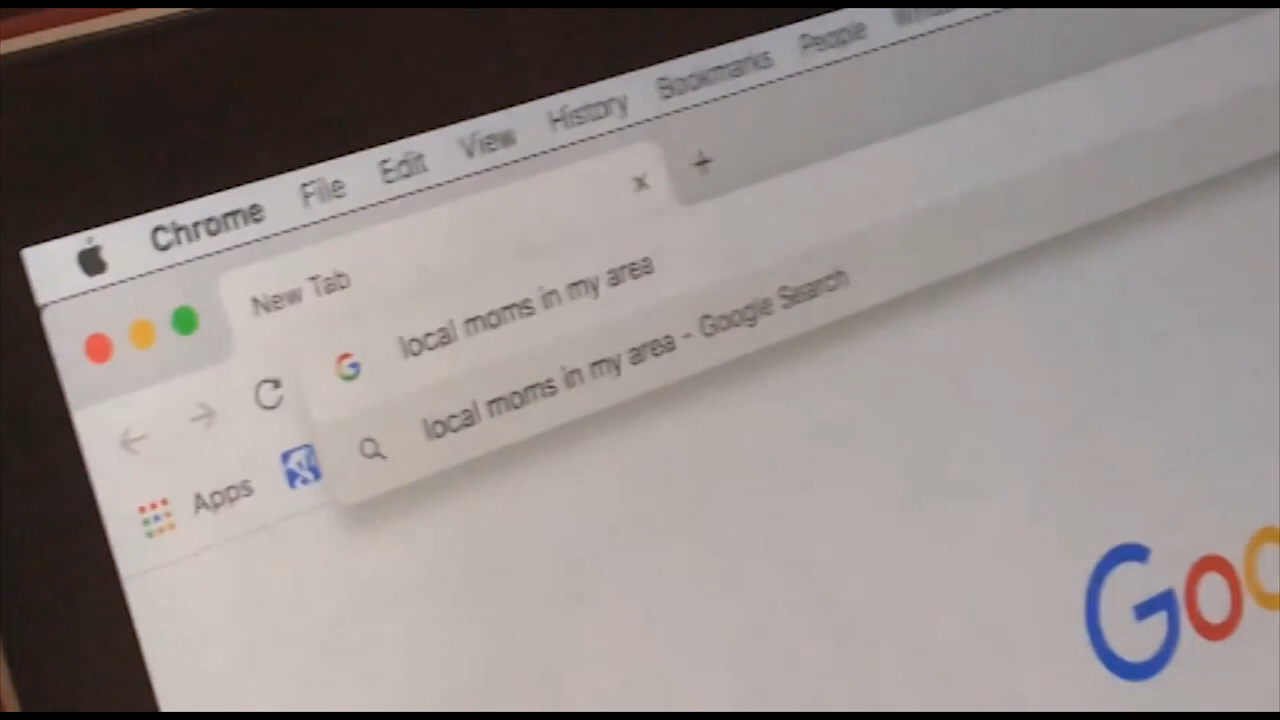 Chrome File Edit View History Bookmarks People
New Tab
local moms in my area
local moms in my area - Google Search
Apps